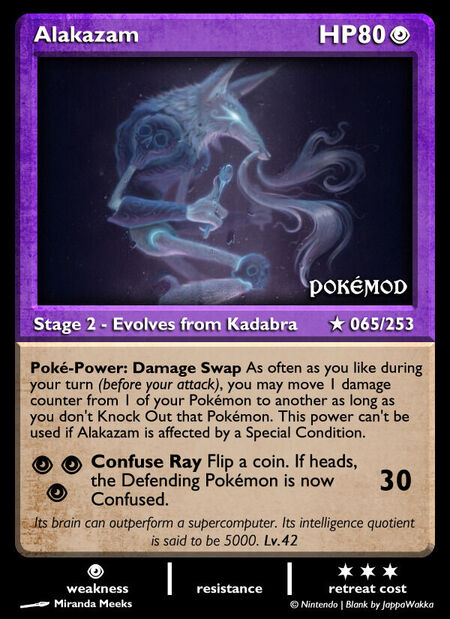 Alakazam HP80
POKÉMOD
Stage 2 - Evolves from Kadabra ★ 065/253
Poké-Power: Damage Swap As often as you like during
your turn (before your attack), you may move 1 damage
counter from 1 of your Pokémon to another as long as
you don't Knock Out that Pokémon. This power can't be
used if Alakazam is affected by a Special Condition.
Confuse Ray Flip a coin. If heads,
the Defending Pokémon is now
Confused.
30
Its brain can outperform a supercomputer. Its intelligence quotient
is said to be 5000. Lv.42
weakness resistance retreat cost
Miranda Meeks © Nintendo | Blank by JappaWakka